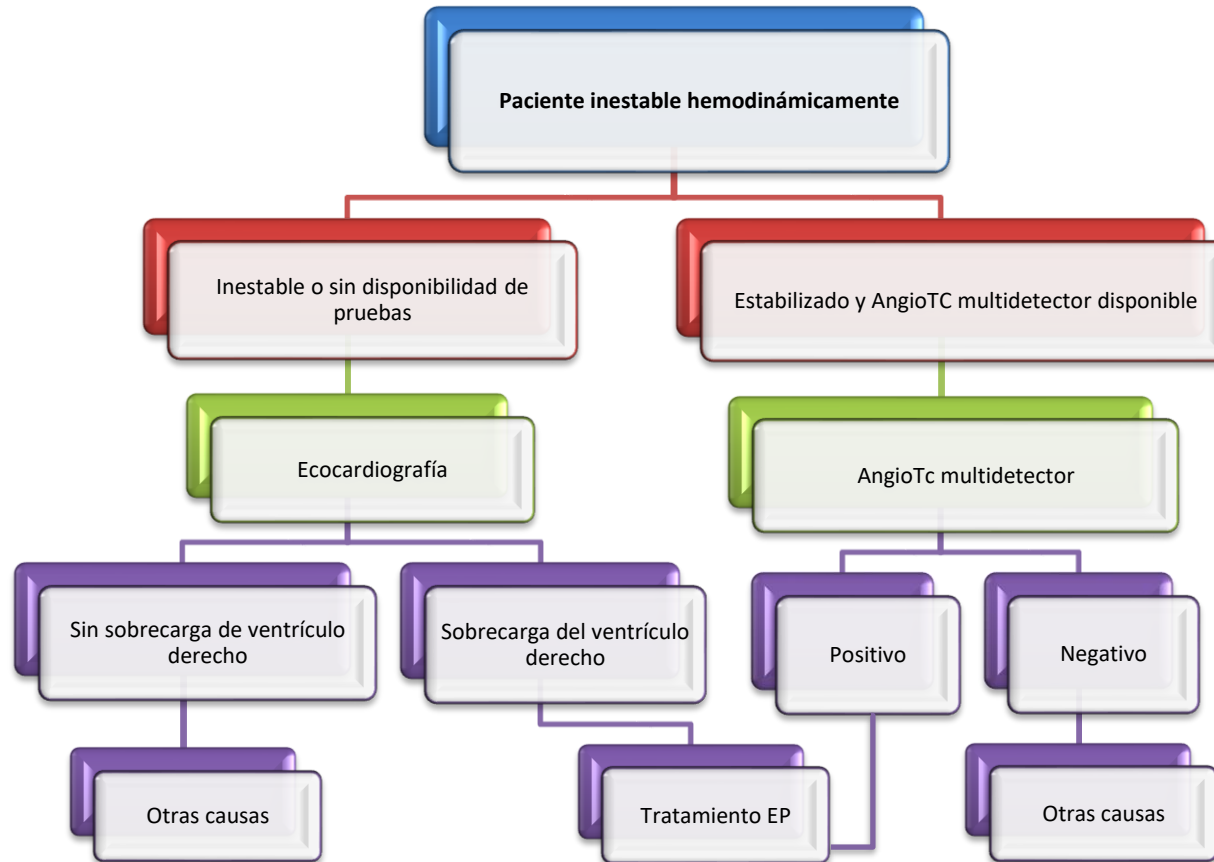 Paciente inestable hemodinámicamente
Inestable o sin disponibilidad de
pruebas
Estabilizado y AngioTC multidetector disponible
Ecocardiografía
AngioTc multidetector
Sin sobrecarga de ventrículo
derecho
Sobrecarga del ventrículo
derecho
Positivo
Negativo
Otras causas
Tratamiento EP
Otras causas